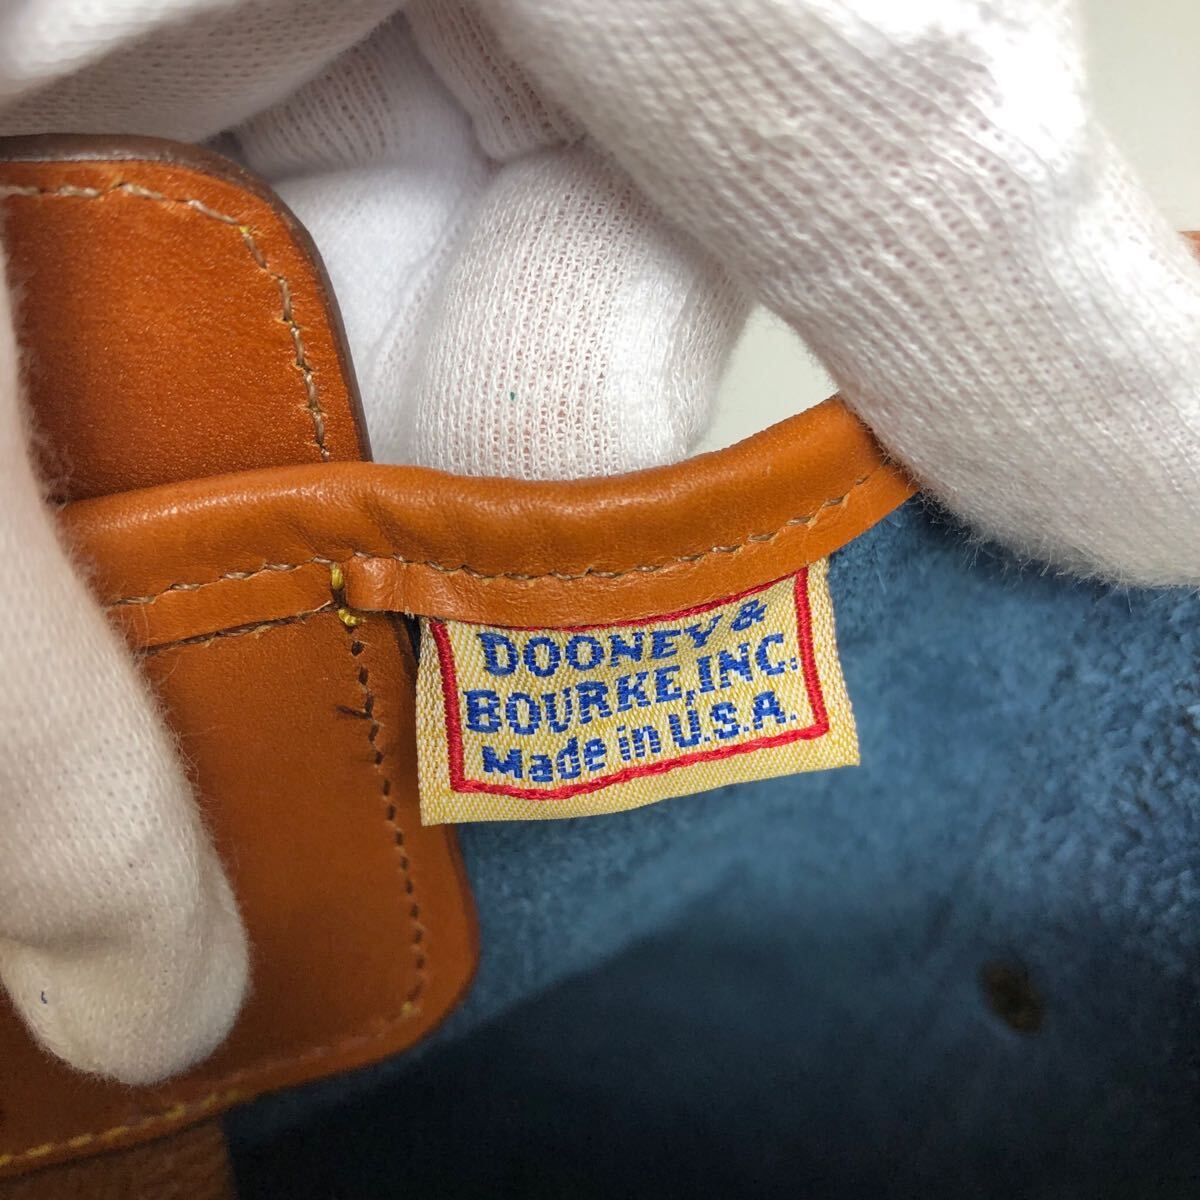 DOONEY &
BOURKE, INC.
Made in U.S.A.